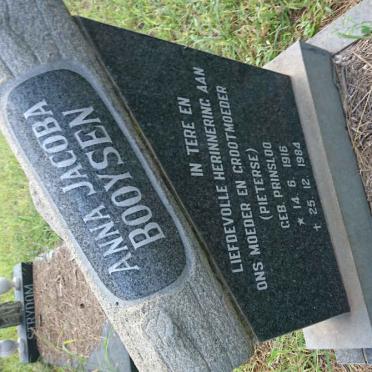 ANNA JACOBA
BOOYSEN
IN TERE EN
LIEFDEVOLLE HERINNERING AAN
ONS MOEDER EN GROOTMOEDER
(PIETERSE)
GEB. PRINSLOO
* 14. 6. 1916
+ 25. 12. 1984
STRYDOM